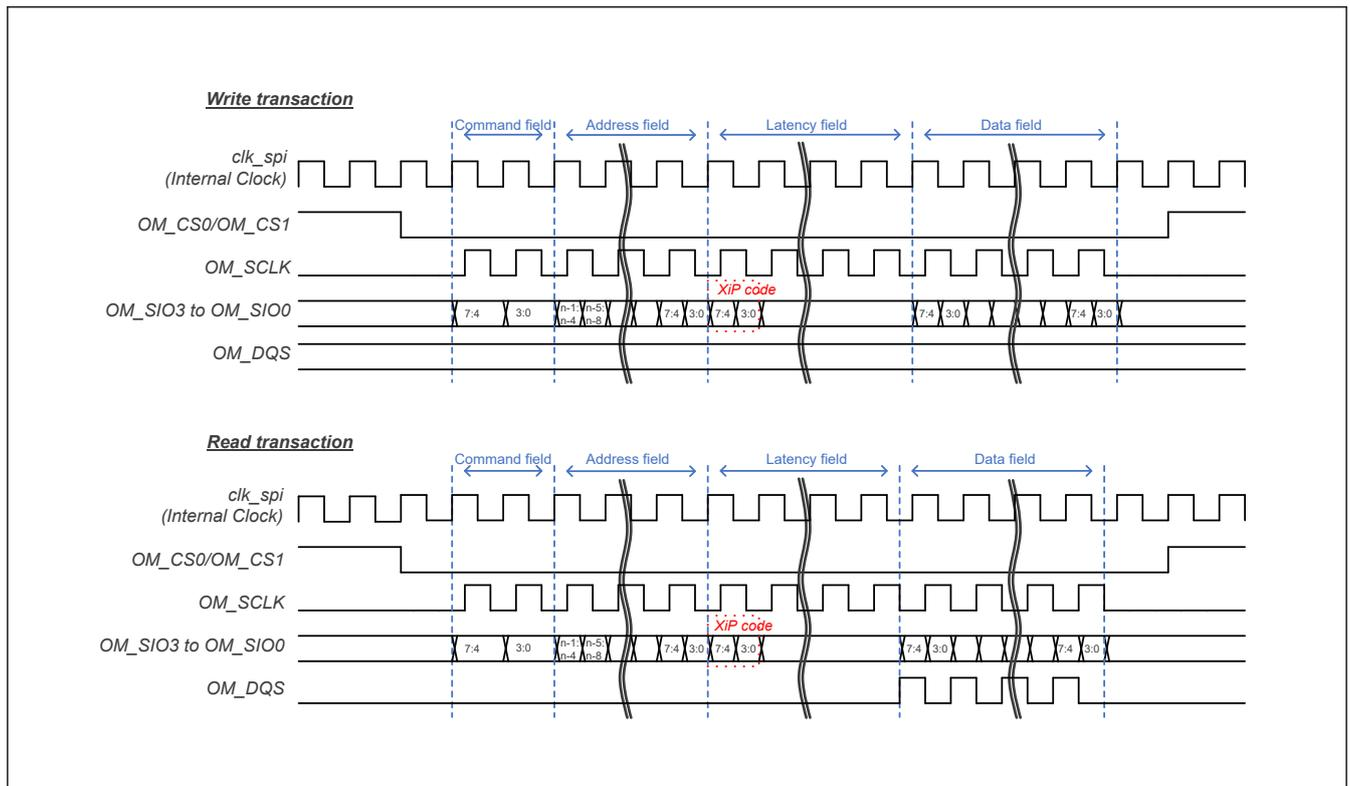 Write transaction
Command field Address field Latency field Data field
clk_spi
(Internal Clock)
OM_CS0/OM_CS1
OM_SCLK
XiP code
OM_SIO3 to OM_SIO0 7:4 3:0 n-1: n-5: 7:4 3:0 7:4 3:0 7:4 3:0 7:4 3:0
n-4 n-8
OM_DQS
Read transaction
Command field Address field Latency field Data field
clk_spi
(Internal Clock)
OM_CS0/OM_CS1
OM_SCLK
XiP code
OM_SIO3 to OM_SIO0 7:4 3:0 n-1: n-5: 7:4 3:0 7:4 3:0 7:4 3:0 7:4 3:0
n-4 n-8
OM_DQS